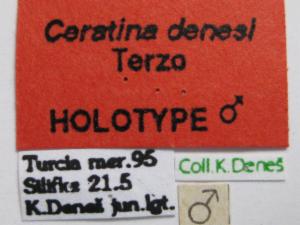 Ceratina denesi
Terzo
HOLOTYPE ♂
Turcia mer.95
Silifke 21.5
K.Deneš jun.lgt.
Coll.K.Deneš
♂